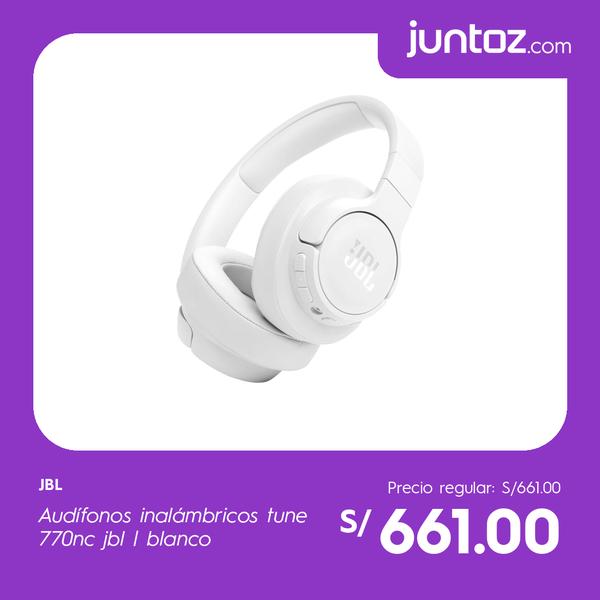 juntoz.com
JBL
JBL
Precio regular: S/661.00
Audífonos inalámbricos tune
770nc jbl | blanco
S/ 661.00